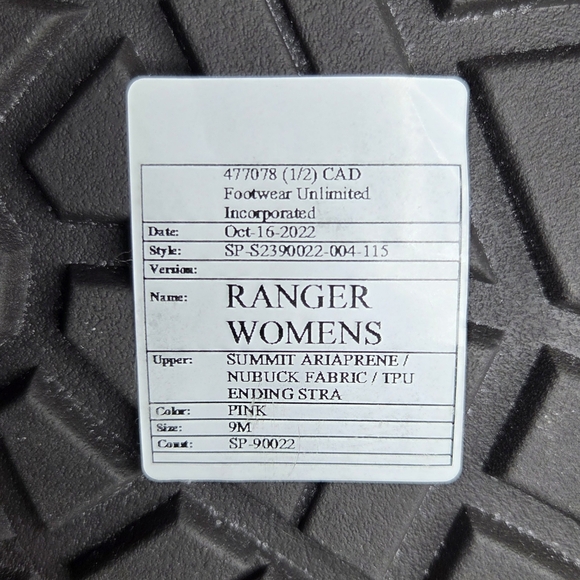 477078 (1/2) CAD
Footwear Unlimited
Incorporated
Date: Oct-16-2022
Style: SP-S2390022-004-115
Version:
Name: RANGER
WOMENS
Upper: SUMMIT ARIAPRENE /
NUBUCK FABRIC / TPU
ENDING STRA
Color: PINK
Size: 9M
Const: SP-90022